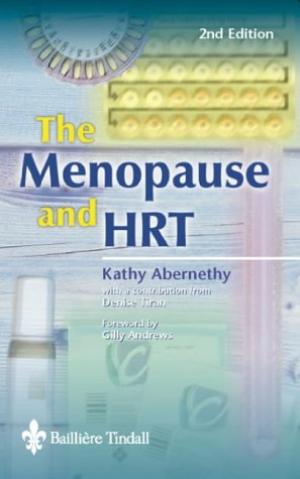 2nd Edition
The
Menopause
and HRT
Kathy Abernethy
with a contribution from
Denise Tiran
Foreword by
Gilly Andrews
Baillière Tindall